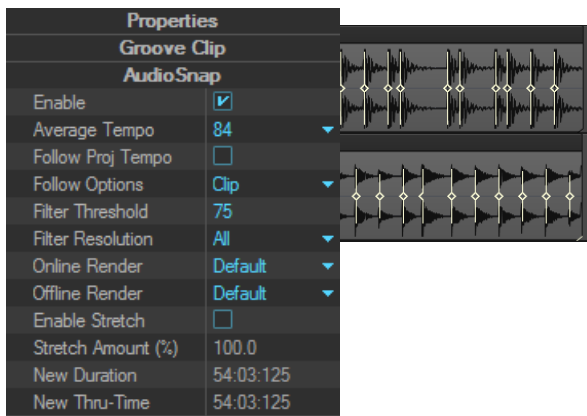 Properties
Groove Clip
AudioSnap
Enable
Average Tempo 84
Follow Proj Tempo
Follow Options Clip
Filter Threshold 75
Filter Resolution All
Online Render Default
Offline Render Default
Enable Stretch
Stretch Amount (%) 100.0
New Duration 54:03:125
New Thru-Time 54:03:125